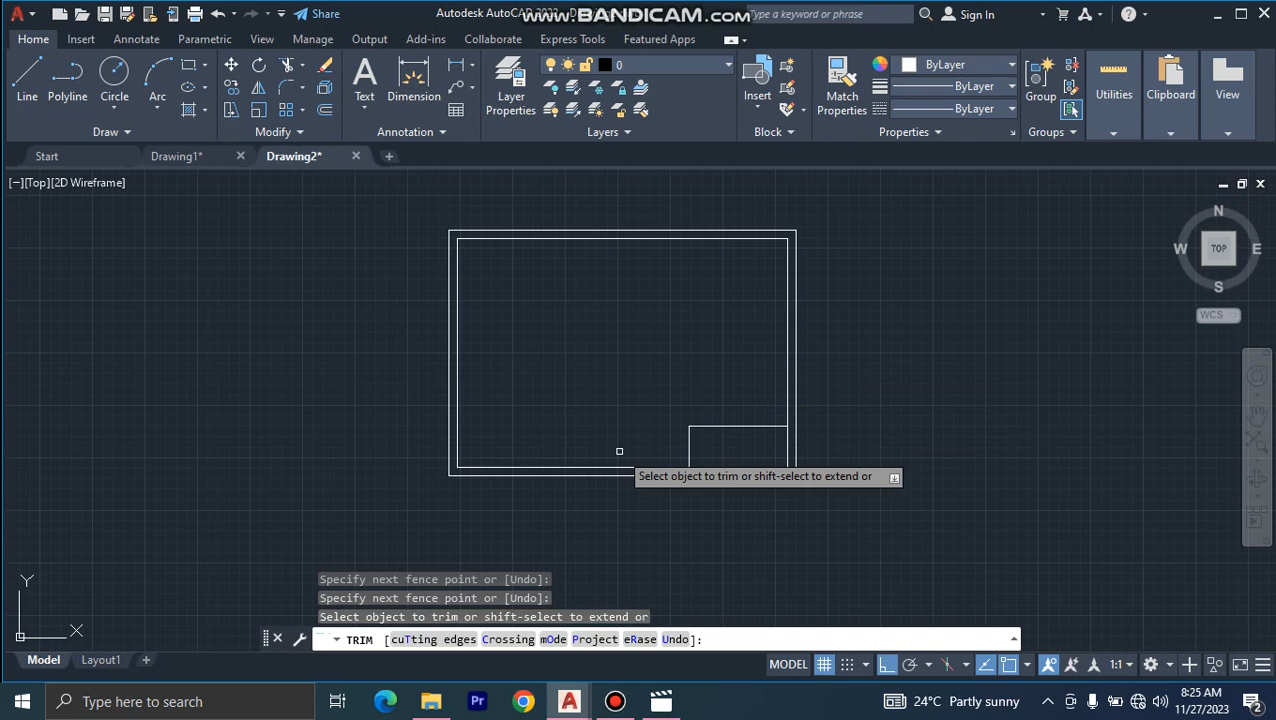 Share
Autodesk AutoCAD 2022
www.BANDICAM.com
Type a keyword or phrase
Sign In
Home
Insert
Annotate
Parametric
View
Manage
Output
Add-ins
Collaborate
Express Tools
Featured Apps
Line
Polyline
Circle
Arc
Text
Dimension
Layer
Properties
0
Insert
Match
Properties
ByLayer
ByLayer
ByLayer
Group
Utilities
Clipboard
View
Draw
Modify
Annotation
Layers
Block
Properties
Groups
Start
Drawing1*
Drawing2*
[−][Top][2D Wireframe]
N
W
TOP
E
S
WCS
Select object to trim or shift-select to extend or
Y
X
Specify next fence point or [Undo]:
Specify next fence point or [Undo]:
Select object to trim or shift-select to extend or
TRIM [cuTting edges Crossing mOde Project eRase Undo]:
Model
Layout1
MODEL
1:1
Type here to search
Pr
24°C Partly sunny
8:25 AM
11/27/2023
2